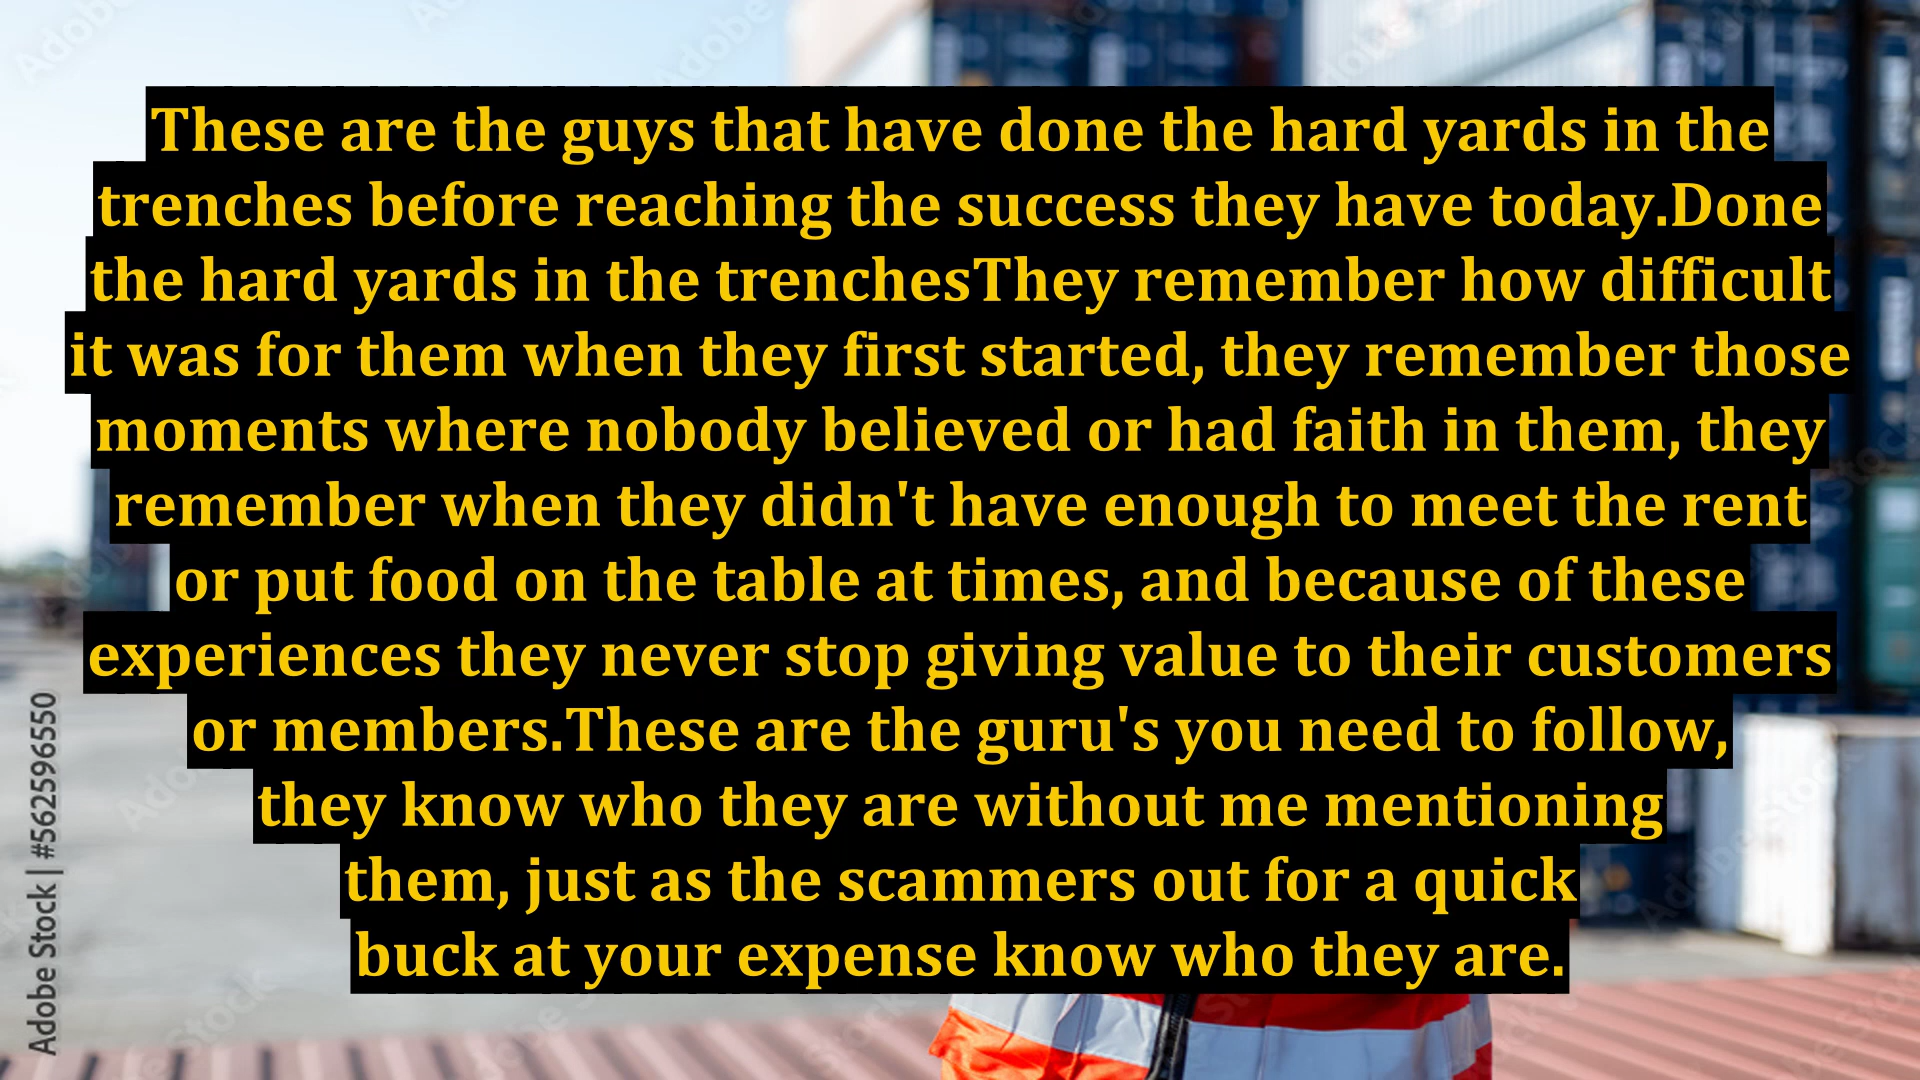 These are the guys that have done the hard yards in the
trenches before reaching the success they have today.Done
the hard yards in the trenchesThey remember how difficult
it was for them when they first started, they remember those
moments where nobody believed or had faith in them, they
remember when they didn't have enough to meet the rent
or put food on the table at times, and because of these
experiences they never stop giving value to their customers
or members.These are the guru's you need to follow,
they know who they are without me mentioning
them, just as the scammers out for a quick
buck at your expense know who they are.
Adobe Stock | #562596550